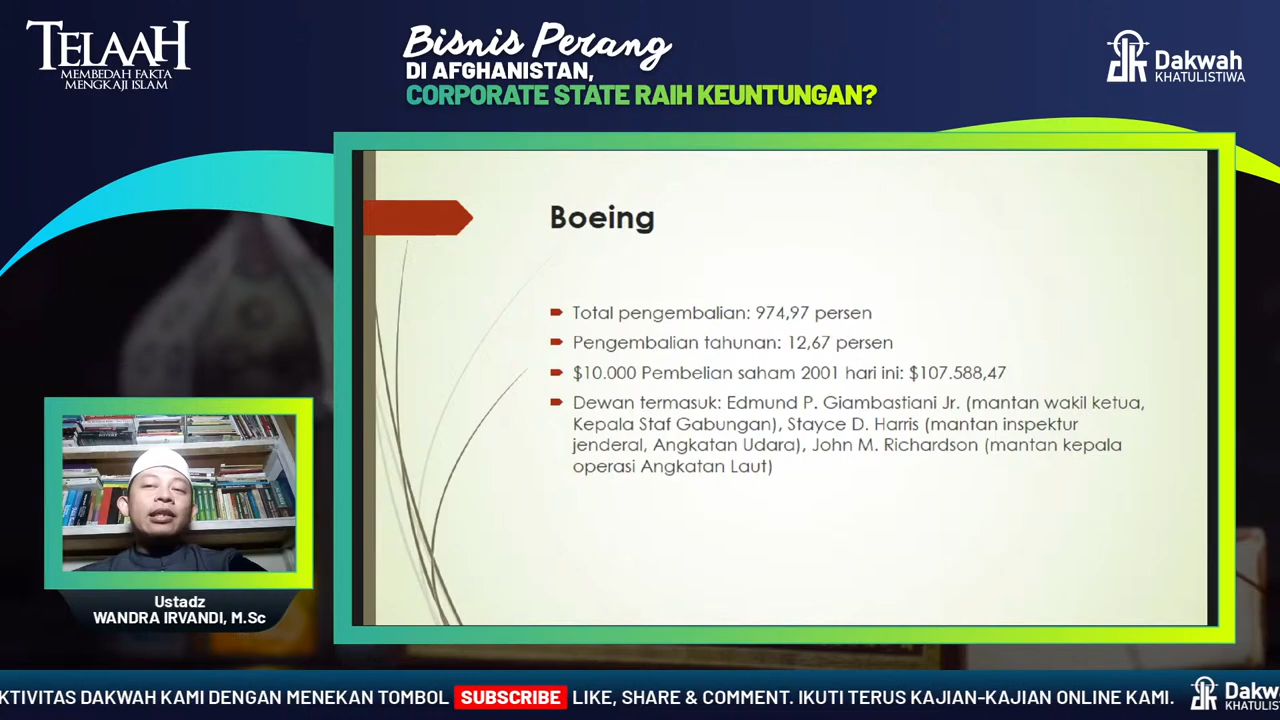 TELAAH
MEMBEDAH FAKTA
MENGKAJI ISLAM
Bisnis Perang
DI AFGHANISTAN,
CORPORATE STATE RAIH KEUNTUNGAN?
Dakwah
KHATULISTIWA
Boeing
Total pengembalian: 974,97 persen
Pengembalian tahunan: 12,67 persen
$10.000 Pembelian saham 2001 hari ini: $107.588,47
Dewan termasuk: Edmund P. Giambastiani Jr. (mantan wakil ketua,
Kepala Staf Gabungan), Stayce D. Harris (mantan inspektur
jenderal, Angkatan Udara), John M. Richardson (mantan kepala
operasi Angkatan Laut)
Ustadz
WANDRA IRVANDI, M.Sc
KTIVITAS DAKWAH KAMI DENGAN MENEKAN TOMBOL SUBSCRIBE LIKE, SHARE & COMMENT. IKUTI TERUS KAJIAN-KAJIAN ONLINE KAMI.
Dakw
KHATULIS